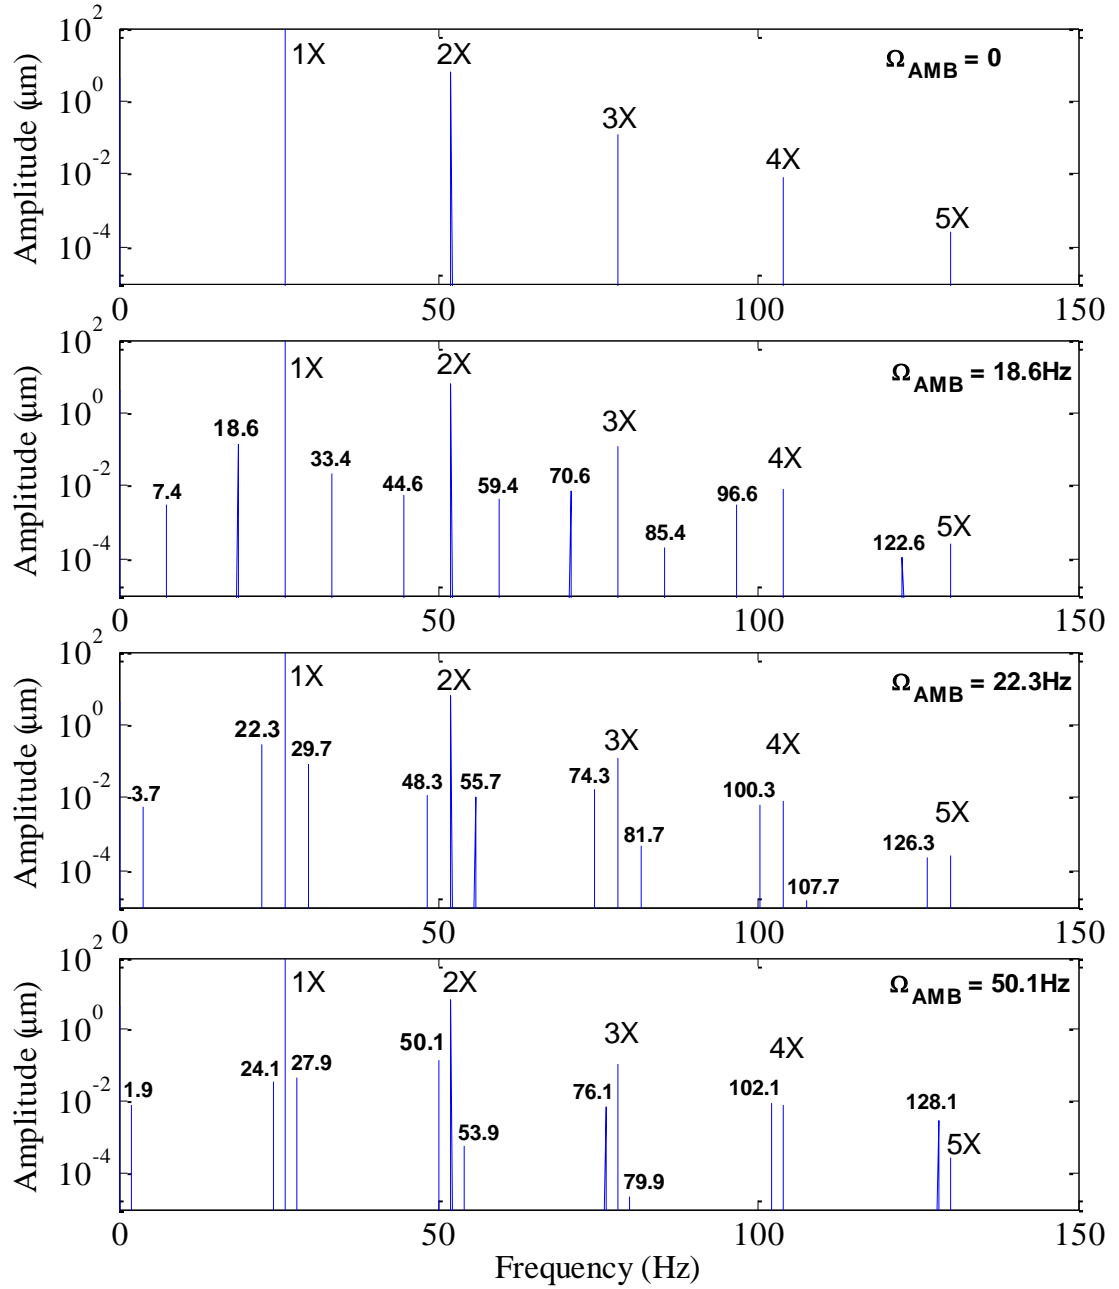 Amplitude (μm)
10^2
10^0
10^-2
10^-4
1X
2X
3X
4X
5X
Ω_AMB = 0
0
50
100
150
Amplitude (μm)
10^2
10^0
10^-2
10^-4
7.4
18.6
1X
33.4
44.6
2X
59.4
70.6
3X
85.4
96.6
4X
122.6
5X
Ω_AMB = 18.6Hz
0
50
100
150
Amplitude (μm)
10^2
10^0
10^-2
10^-4
3.7
22.3
1X
29.7
48.3
2X
55.7
74.3
3X
81.7
100.3
4X
107.7
126.3
5X
Ω_AMB = 22.3Hz
0
50
100
150
Amplitude (μm)
10^2
10^0
10^-2
10^-4
1.9
24.1
1X
27.9
50.1
2X
53.9
76.1
3X
79.9
102.1
4X
128.1
5X
Ω_AMB = 50.1Hz
0
50
100
150
Frequency (Hz)